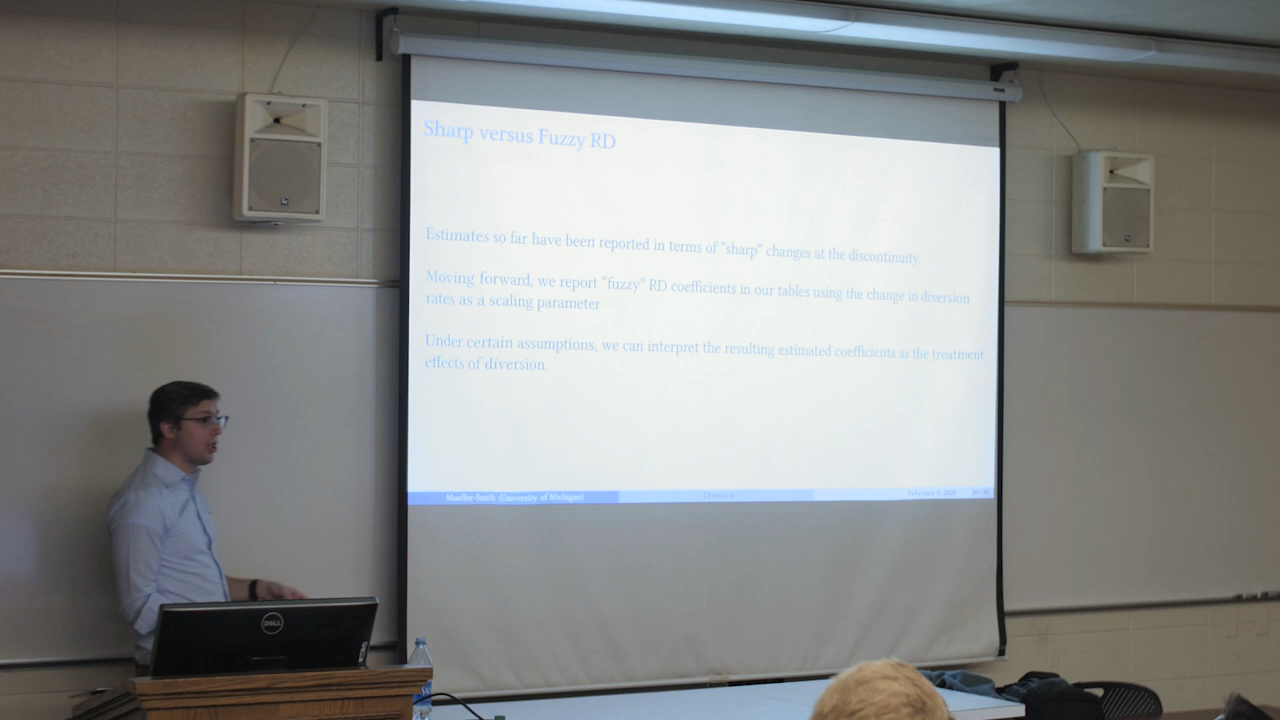 Sharp versus Fuzzy RD
Estimates so far have been reported in terms of "sharp" changes at the discontinuity.
Moving forward, we report "fuzzy" RD coefficients in our tables using the change in diversion
rates as a scaling parameter
Under certain assumptions, we can interpret the resulting estimated coefficients as the treatment
effects of diversion.
Mueller-Smith (University of Michigan)
Diversion
February 4,
DELL